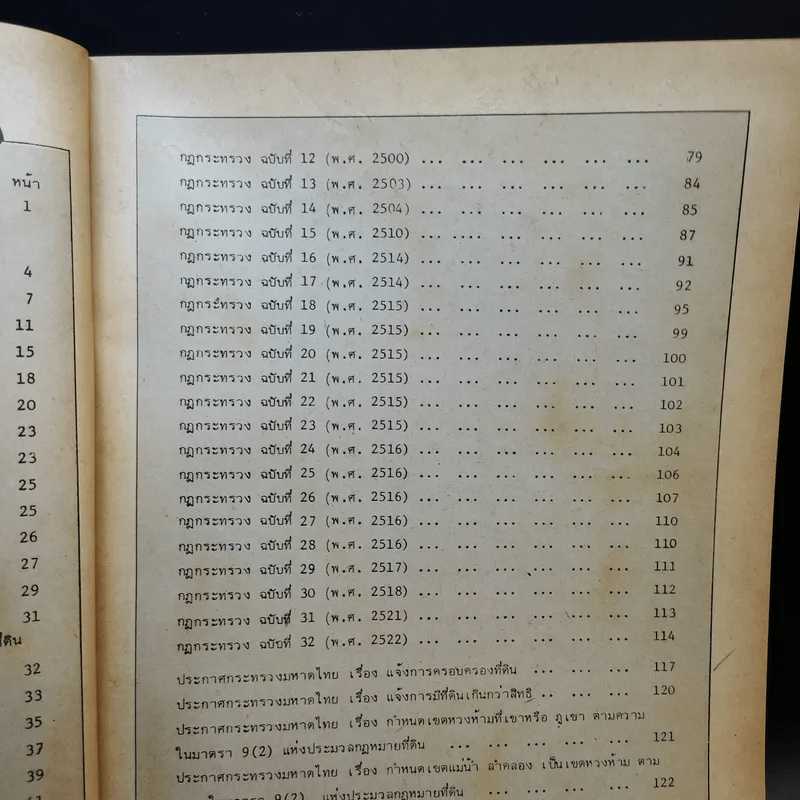 หน้า
1
4
7
11
15
18
20
23
23
25
25
26
27
29
31
32
33
35
37
39
กฎกระทรวง ฉบับที่ 12 (พ.ศ. 2500) ... ... ... ... ... ... 79
กฎกระทรวง ฉบับที่ 13 (พ.ศ. 2503) ... ... ... ... ... ... 84
กฎกระทรวง ฉบับที่ 14 (พ.ศ. 2504) ... ... ... ... ... ... 85
กฎกระทรวง ฉบับที่ 15 (พ.ศ. 2510) ... .... ... ... ... ... 87
กฎกระทรวง ฉบับที่ 16 (พ.ศ. 2514) ... ... ... ... ... ... 91
กฎกระทรวง ฉบับที่ 17 (พ.ศ. 2514) ... ... ... ... ... ... 92
กฎกระทรวง ฉบับที่ 18 (พ.ศ. 2515) ... ... ... ... ... ... 95
กฎกระทรวง ฉบับที่ 19 (พ.ศ. 2515) ... ... ... ... ... ... 99
กฎกระทรวง ฉบับที่ 20 (พ.ศ. 2515) ... ... ... ... ... ... 100
กฎกระทรวง ฉบับที่ 21 (พ.ศ. 2515) ... ... ... ... ... ... 101
กฎกระทรวง ฉบับที่ 22 (พ.ศ. 2515) ... ... ... ... ... ... 102
กฎกระทรวง ฉบับที่ 23 (พ.ศ. 2515) ... ... ... ... ... ... 103
กฎกระทรวง ฉบับที่ 24 (พ.ศ. 2516) ... ... ... ... ... ... 104
กฎกระทรวง ฉบับที่ 25 (พ.ศ. 2516) ... ... ... ... ... ... 106
กฎกระทรวง ฉบับที่ 26 (พ.ศ. 2516) ... ... ... ... ... ... 107
กฎกระทรวง ฉบับที่ 27 (พ.ศ. 2516) ... ... ... ... ... ... 110
กฎกระทรวง ฉบับที่ 28 (พ.ศ. 2516) ... ... ... ... ... ... 110
กฎกระทรวง ฉบับที่ 29 (พ.ศ. 2517) ... ... ... ... ... ... 111
กฎกระทรวง ฉบับที่ 30 (พ.ศ. 2518) ... ... ... ... ... ... 112
กฎกระทรวง ฉบับที่ 31 (พ.ศ. 2521) ... ... ... ... ... ... 113
กฎกระทรวง ฉบับที่ 32 (พ.ศ. 2522) ... ... ... ... ... ... 114
ประกาศกระทรวงมหาดไทย เรื่อง แจ้งการครอบครองที่ดิน ... ... ... 117
ประกาศกระทรวงมหาดไทย เรื่อง แจ้งการมีที่ดินเกินกว่าสิทธิ .. ... ... 120
ประกาศกระทรวงมหาดไทย เรื่อง กำหนดเขตหวงห้ามที่เขาหรือ ภูเขา ตามความ
ในมาตรา 9(2) แห่งประมวลกฎหมายที่ดิน ... ... ... ... ... 121
ประกาศกระทรวงมหาดไทย เรื่อง กำหนดเขตแม่น้ำ ลำคลอง เป็นเขตหวงห้าม ตาม
มาตรา 9(2) แห่งประมวลกฎหมายที่ดิน ... ... ... ... 122